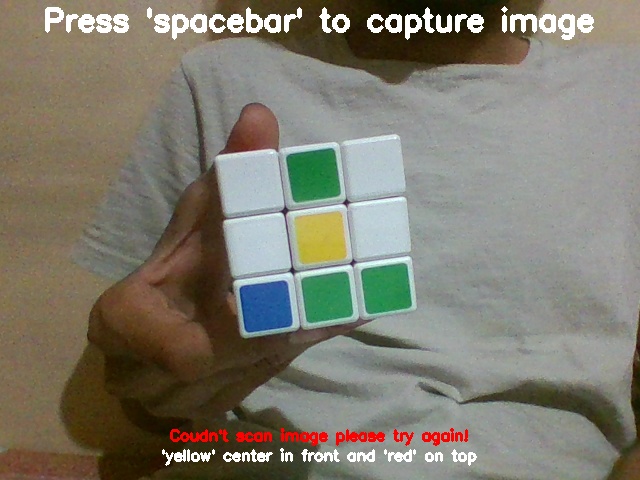 Press 'spacebar' to capture image
Coudn't scan image please try again!
'yellow' center in front and 'red' on top